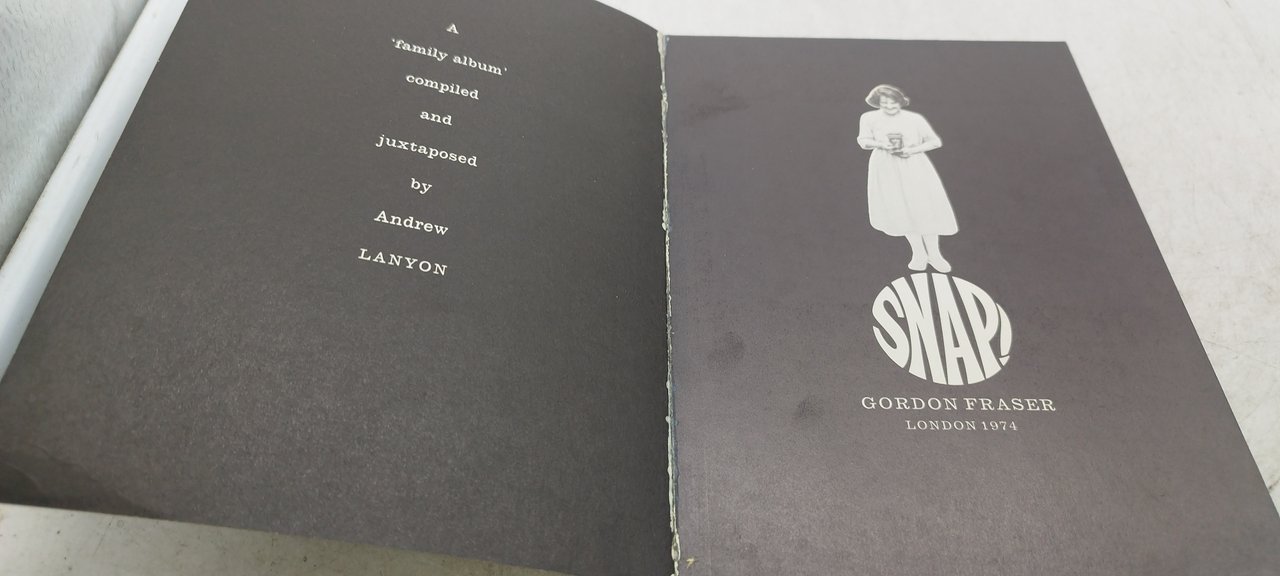 A
'family album'
compiled
and
juxtaposed
by
Andrew
LANYON
SNAP!
GORDON FRASER
LONDON 1974